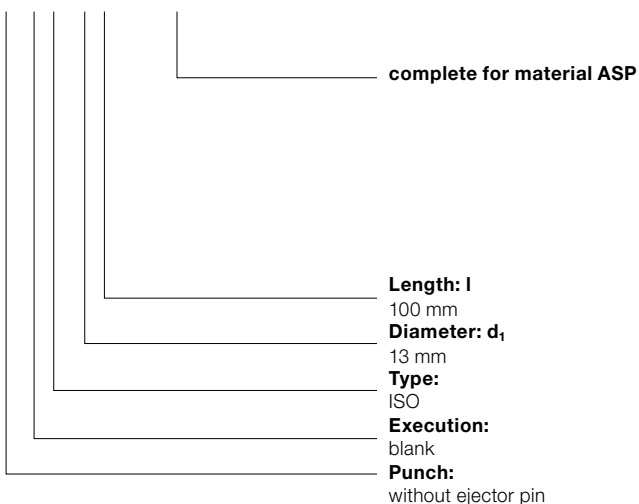 complete for material ASP
Length: l
100 mm
Diameter: d₁
13 mm
Type:
ISO
Execution:
blank
Punch:
without ejector pin